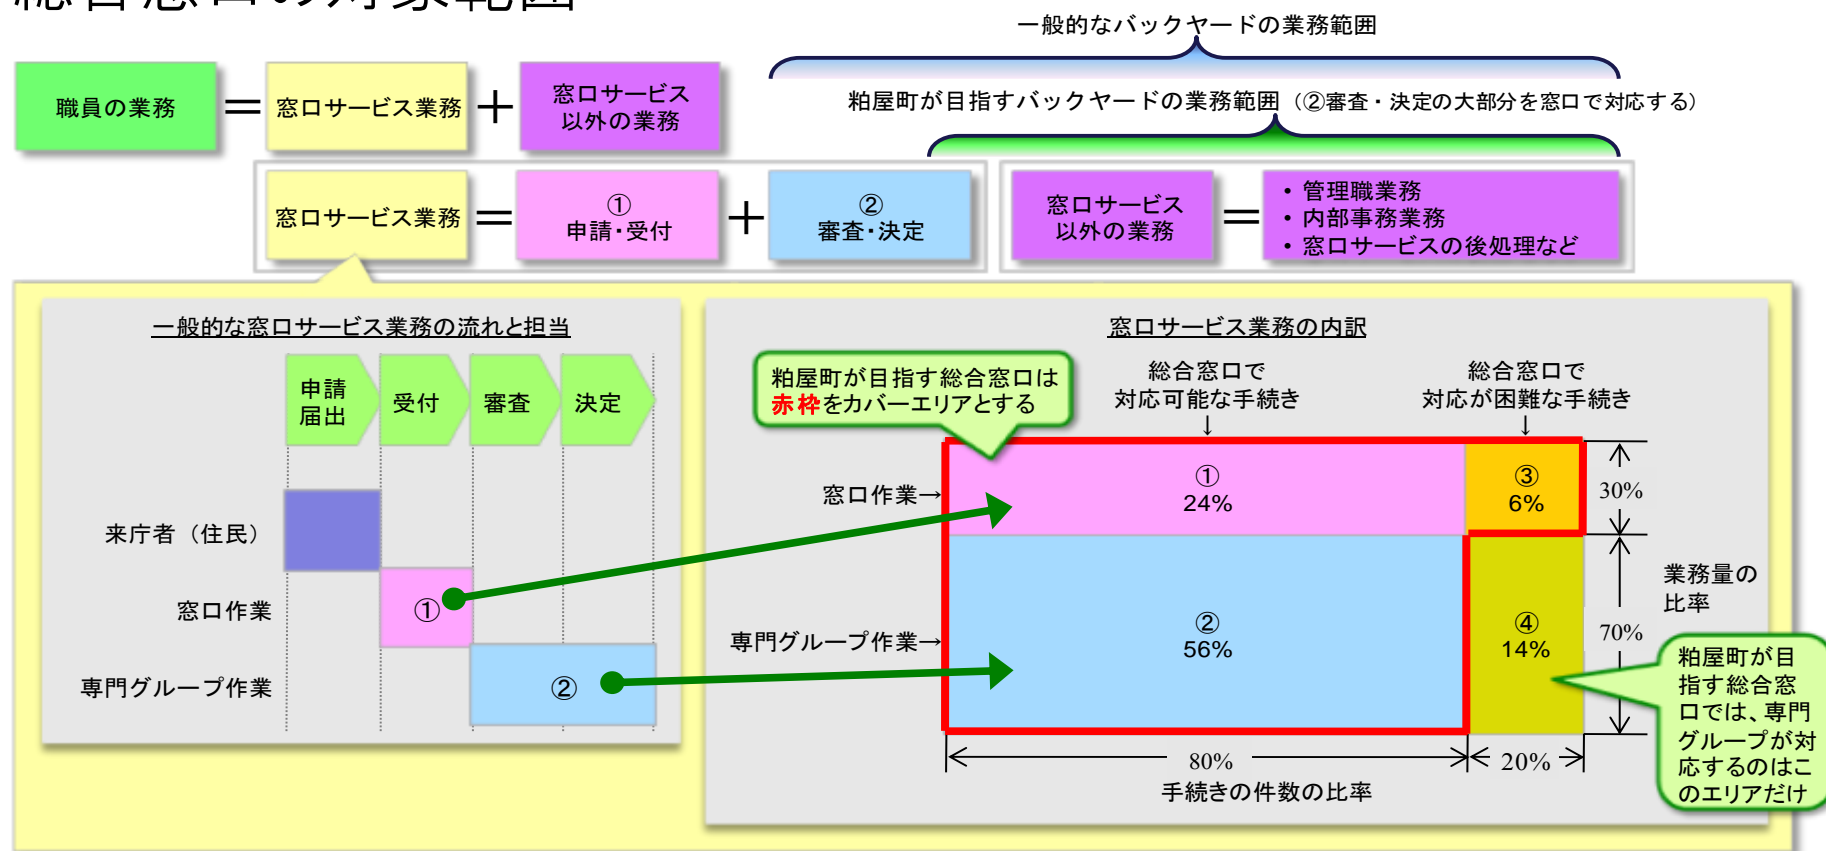 総合窓口の対象範囲
一般的なバックヤードの業務範囲
職員の業務
=
窓口サービス業務
+
窓口サービス
以外の業務
粕屋町が目指すバックヤードの業務範囲（②審査・決定の大部分を窓口で対応する）
窓口サービス業務
=
①
申請・受付
+
②
審査・決定
窓口サービス
以外の業務
=
・管理職業務
・内部事務業務
・窓口サービスの後処理など
一般的な窓口サービス業務の流れと担当
申請
届出
受付
審査
決定
来庁者（住民）
窓口作業
①
専門グループ作業
②
窓口サービス業務の内訳
粕屋町が目指す総合窓口は
赤枠をカバーエリアとする
総合窓口で
対応可能な手続き
↓
総合窓口で
対応が困難な手続き
↓
窓口作業→
①
24%
③
6%
30%
専門グループ作業→
②
56%
④
14%
70%
業務量の
比率
80%
20%
手続きの件数の比率
粕屋町が目
指す総合窓
口では、専門
グループが対
応するのはこ
のエリアだけ